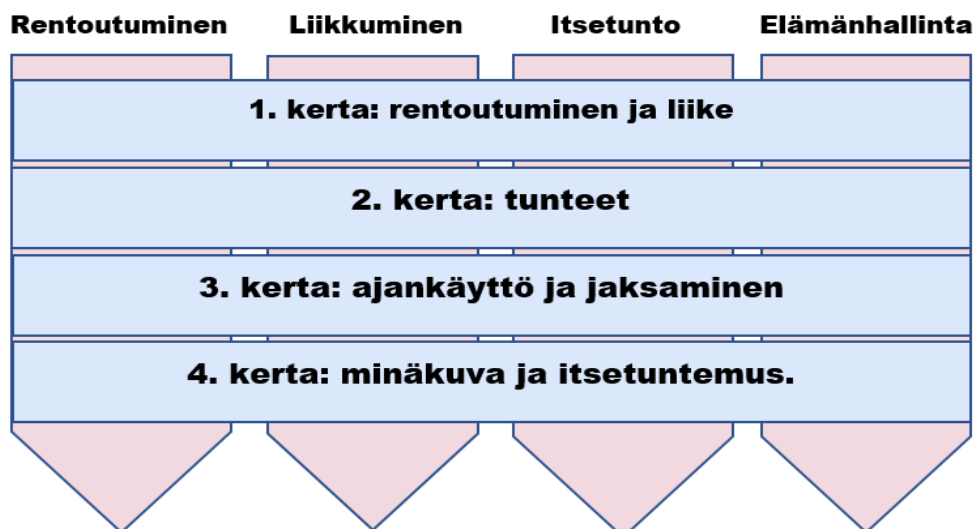 Rentoutuminen Liikkuminen Itsetunto Elämänhallinta
1. kerta: rentoutuminen ja liike
2. kerta: tunteet
3. kerta: ajankäyttö ja jaksaminen
4. kerta: minäkuva ja itsetuntemus.